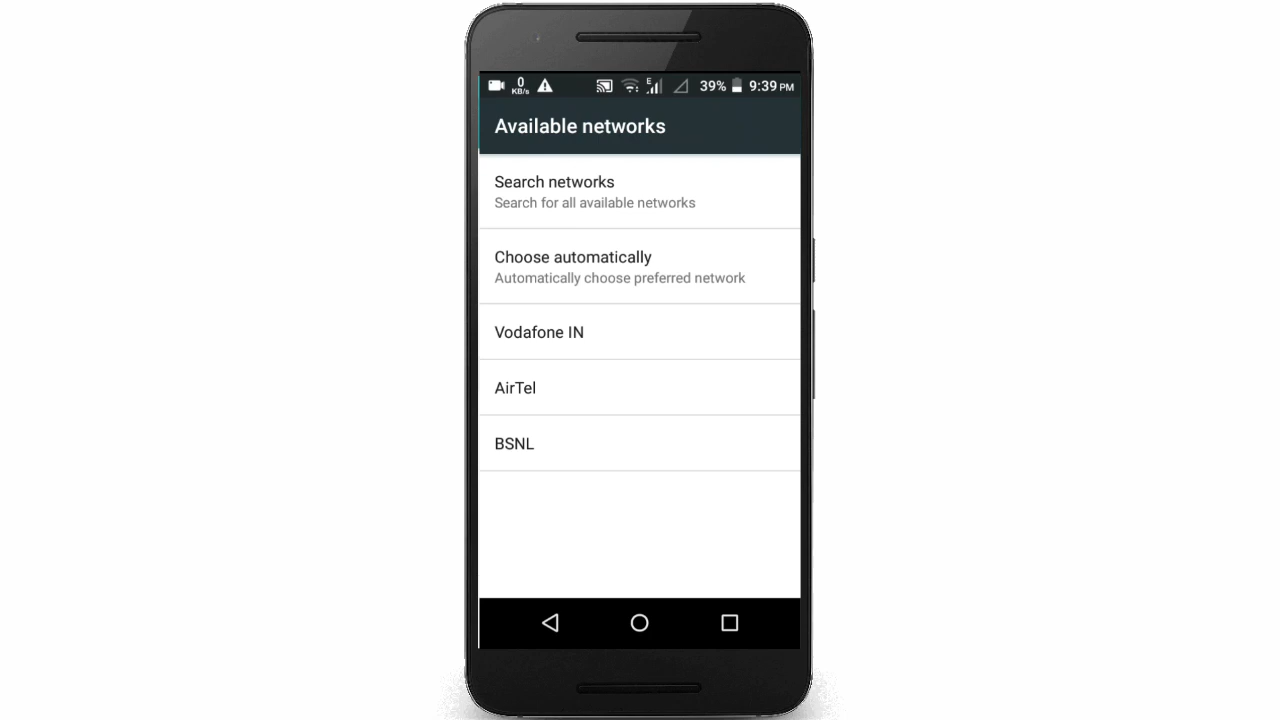 0 KB/s E 39% 9:39 PM
Available networks
Search networks
Search for all available networks
Choose automatically
Automatically choose preferred network
Vodafone IN
AirTel
BSNL